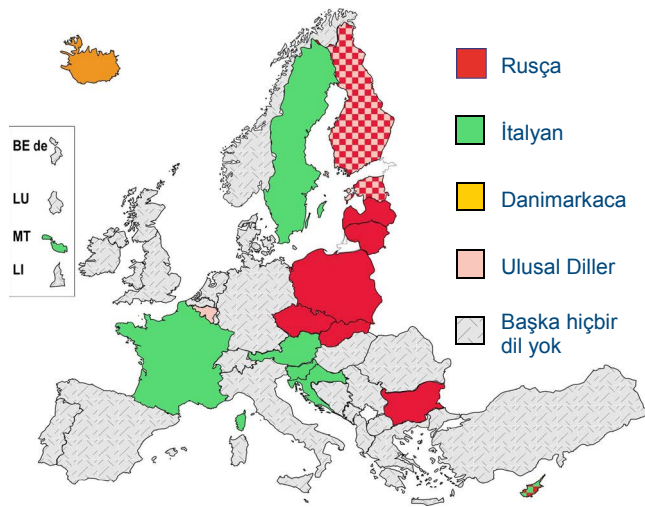 BE de
LU
MT
LI
Rusça
İtalyan
Danimarkaca
Ulusal Diller
Başka hiçbir
dil yok